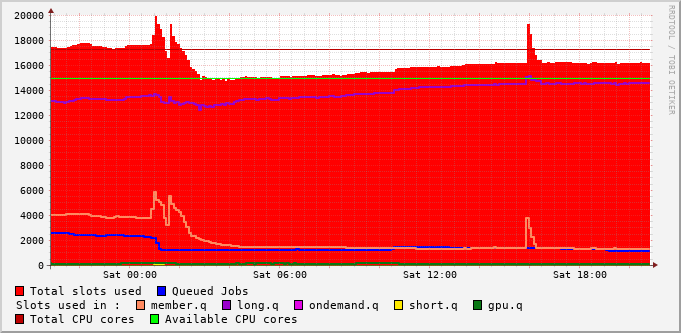 20000
18000
16000
14000
12000
10000
8000
6000
4000
2000
0
Sat 00:00 Sat 06:00 Sat 12:00 Sat 18:00
Total slots used Queued Jobs
Slots used in : member.q long.q ondemand.q short.q gpu.q
Total CPU cores Available CPU cores
RRDTOOL / TOBI OETIKER